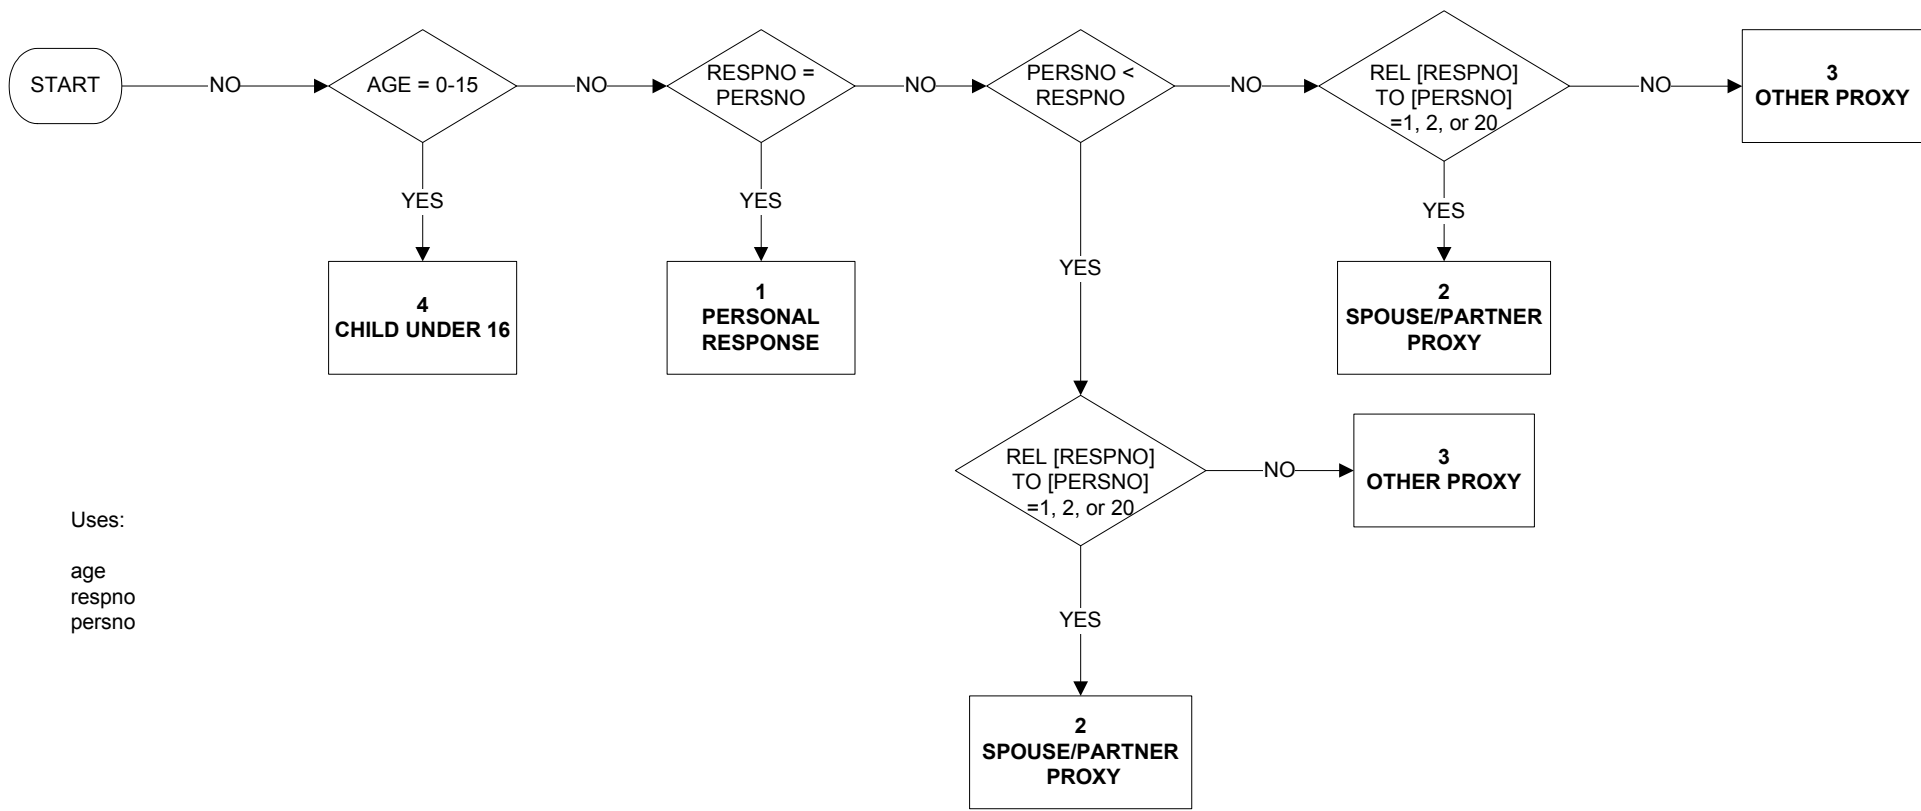 START
NO
AGE = 0-15
NO
RESPNO =
PERSNO
NO
PERSNO <
RESPNO
NO
REL [RESPNO]
TO [PERSNO]
=1, 2, or 20
NO
3
OTHER PROXY
YES
4
CHILD UNDER 16
YES
1
PERSONAL
RESPONSE
YES
YES
2
SPOUSE/PARTNER
PROXY
REL [RESPNO]
TO [PERSNO]
=1, 2, or 20
NO
3
OTHER PROXY
YES
2
SPOUSE/PARTNER
PROXY
Uses:
age
respno
persno